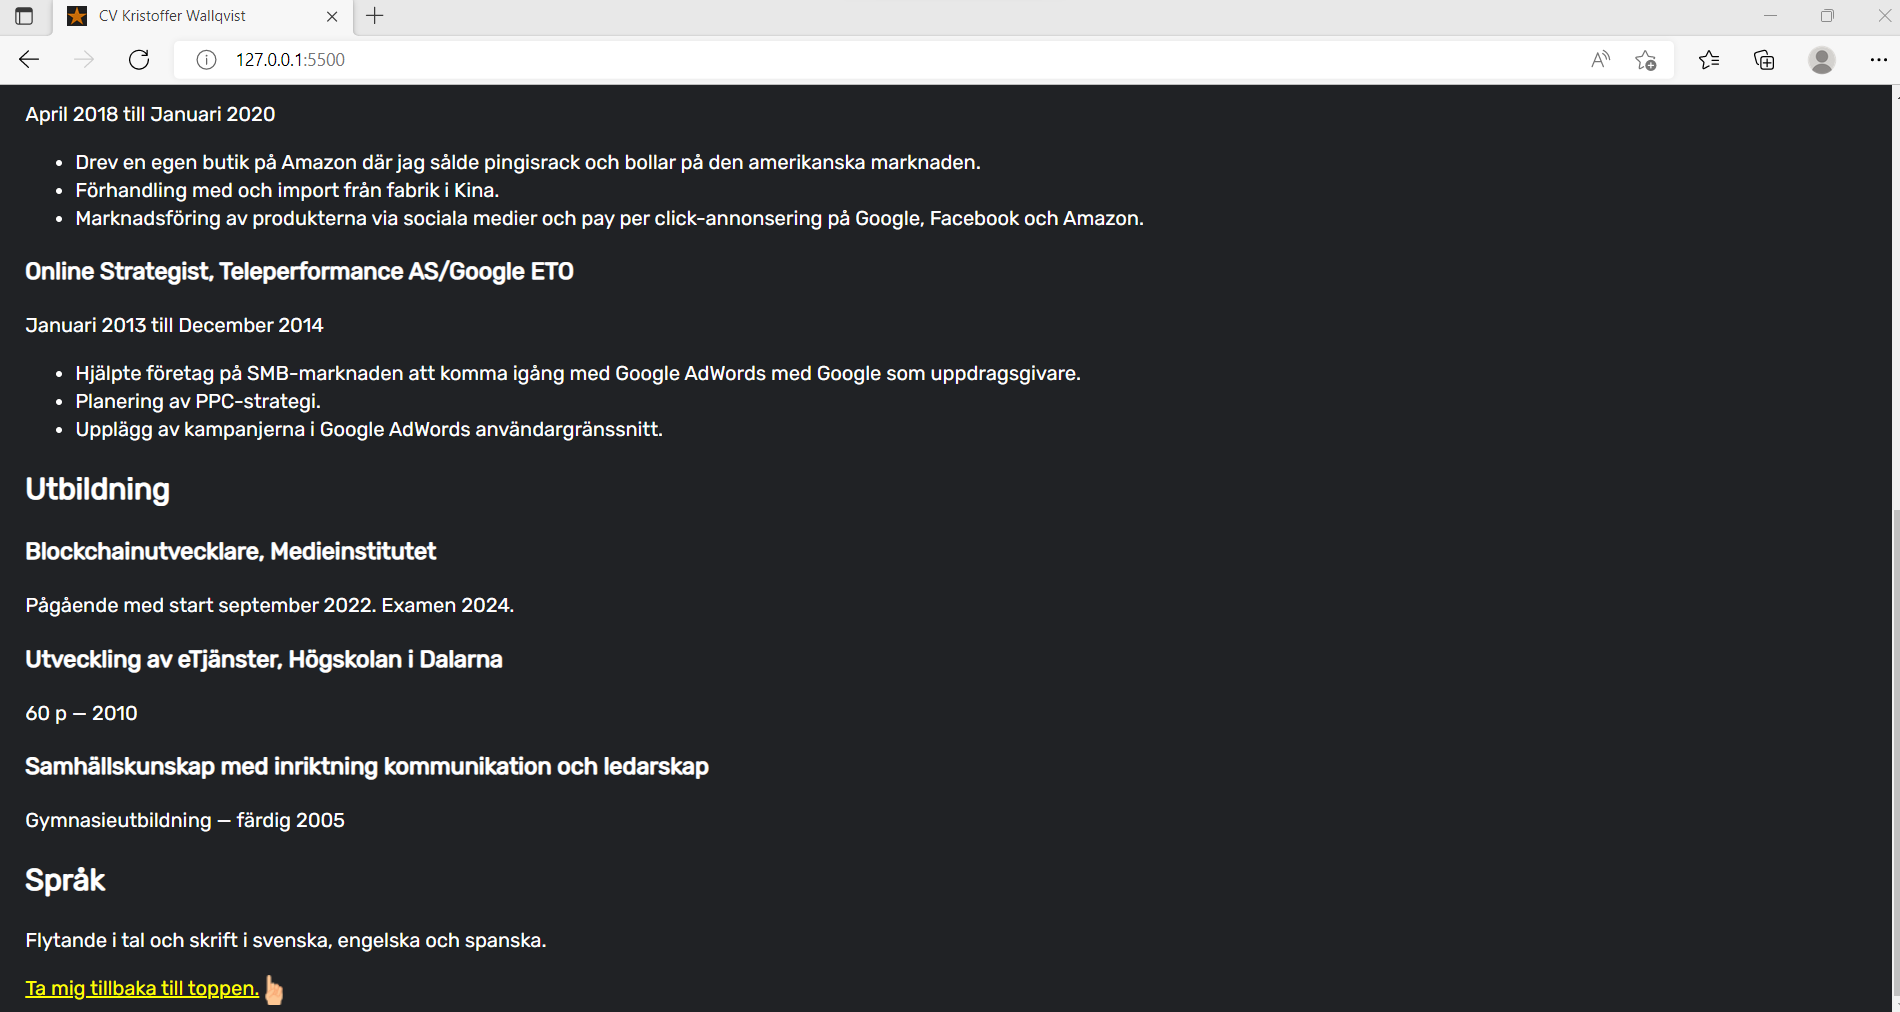 CV Kristoffer Wallqvist
127.0.0.1:5500
April 2018 till Januari 2020
• Drev en egen butik på Amazon där jag sålde pingisrack och bollar på den amerikanska marknaden.
• Förhandling med och import från fabrik i Kina.
• Marknadsföring av produkterna via sociala medier och pay per click-annonsering på Google, Facebook och Amazon.
Online Strategist, Teleperformance AS/Google ETO
Januari 2013 till December 2014
• Hjälpte företag på SMB-marknaden att komma igång med Google AdWords med Google som uppdragsgivare.
• Planering av PPC-strategi.
• Upplägg av kampanjerna i Google AdWords användargränssnitt.
Utbildning
Blockchainutvecklare, Medieinstitutet
Pågående med start september 2022. Examen 2024.
Utveckling av eTjänster, Högskolan i Dalarna
60 p – 2010
Samhällskunskap med inriktning kommunikation och ledarskap
Gymnasieutbildning – färdig 2005
Språk
Flytande i tal och skrift i svenska, engelska och spanska.
Ta mig tillbaka till toppen.👆